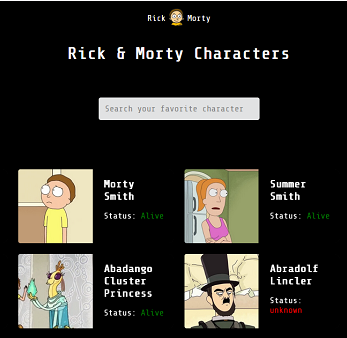 Rick Morty
Rick & Morty Characters
Search your favorite character
Morty
Smith
Status: Alive
Summer
Smith
Status: Alive
Abadango
Cluster
Princess
Status: Alive
Abradolf
Lincler
Status:
unknown